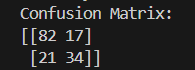 Confusion Matrix:
[[82 17]
 [21 34]]